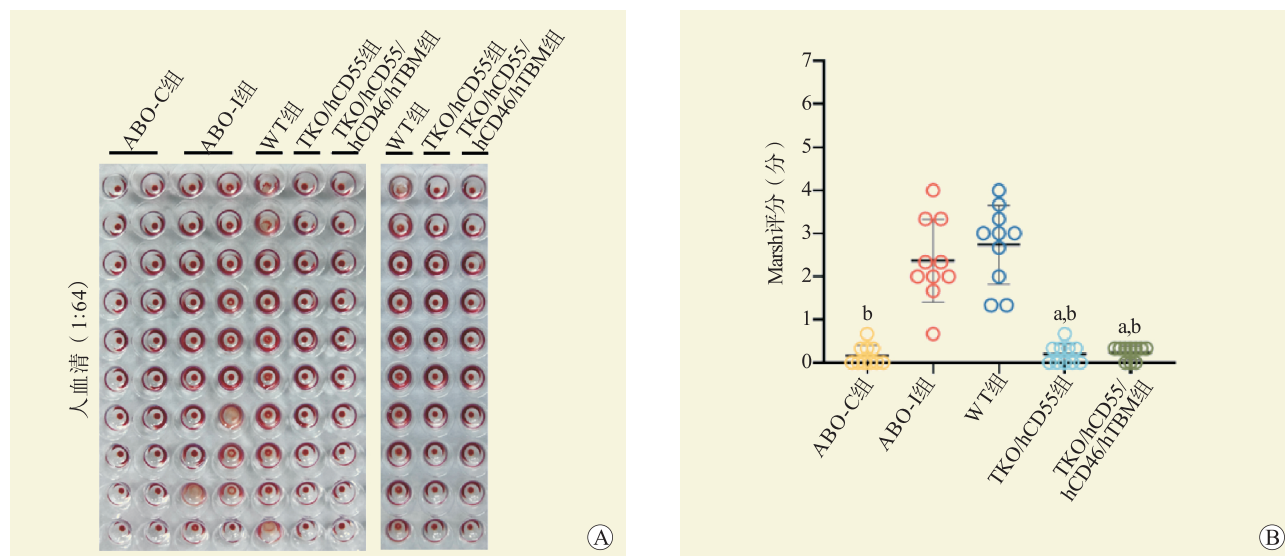 ABO-C组
ABO-I组
WT组
TKO/hCD55组
TKO/hCD55/
hCD46/hTBM组
WT组
TKO/hCD55组
TKO/hCD55/
hCD46/hTBM组
人血清（1:64）
A
Marsh评分（分）
7
6
5
4
3
2
1
0
b
a,b
a,b
ABO-C组
ABO-I组
WT组
TKO/hCD55组
TKO/hCD55/
hCD46/hTBM组
B